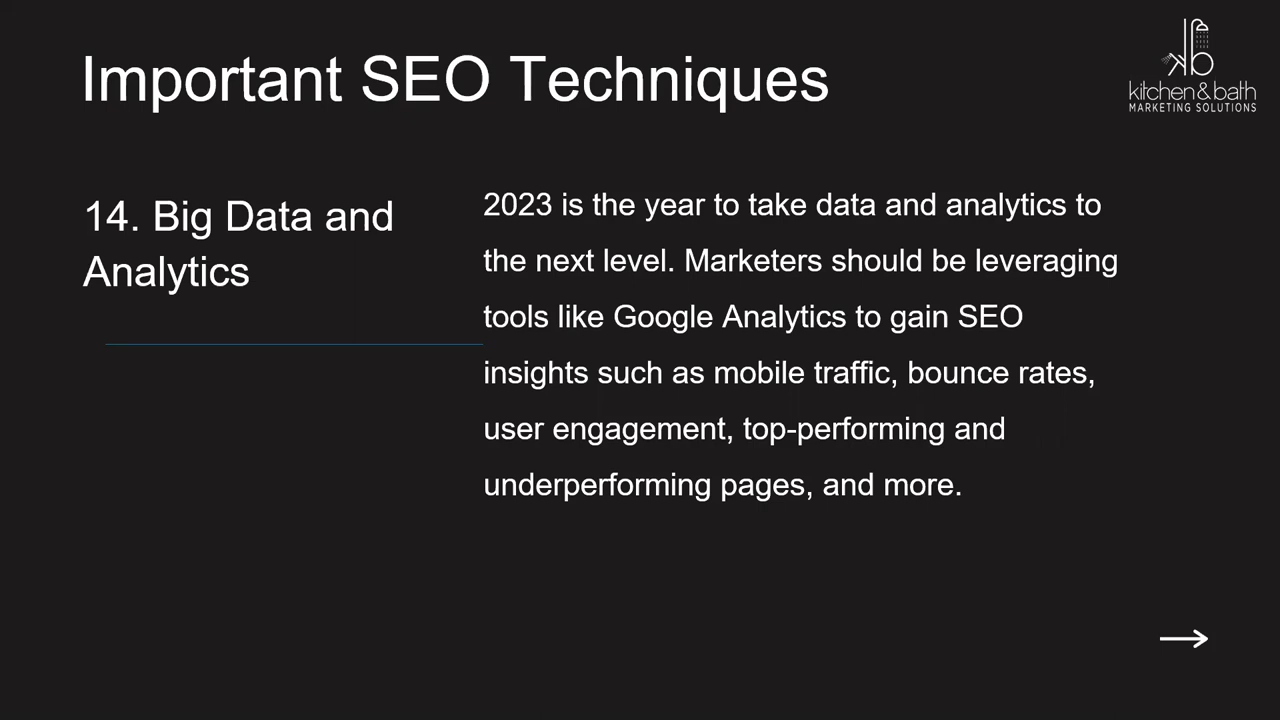 Important SEO Techniques
kb
kitchen & bath
MARKETING SOLUTIONS
14. Big Data and
Analytics
2023 is the year to take data and analytics to
the next level. Marketers should be leveraging
tools like Google Analytics to gain SEO
insights such as mobile traffic, bounce rates,
user engagement, top-performing and
underperforming pages, and more.